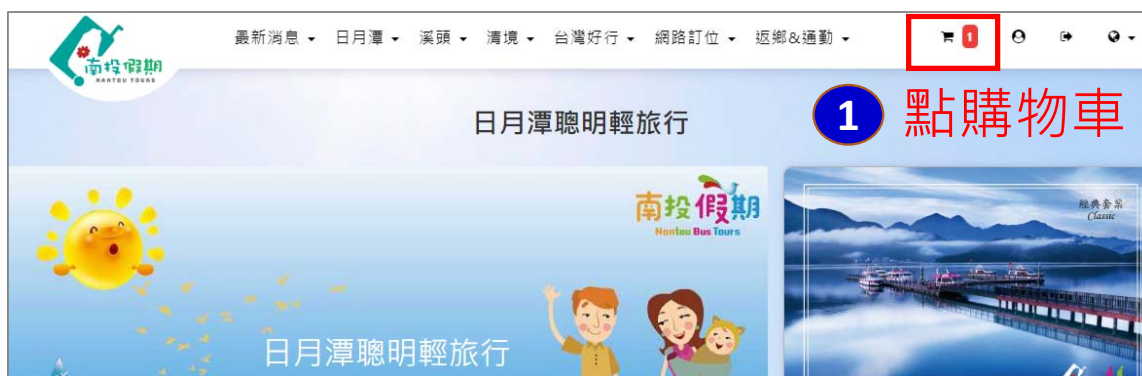 最新消息 日月潭 溪頭 清境 台灣好行 網路訂位 返鄉&通勤 1
南投假期
NANTOU TOURS
日月潭聰明輕旅行
1 點購物車
南投假期
Nantou Bus Tours
經典套票
Classic
日月潭聰明輕旅行